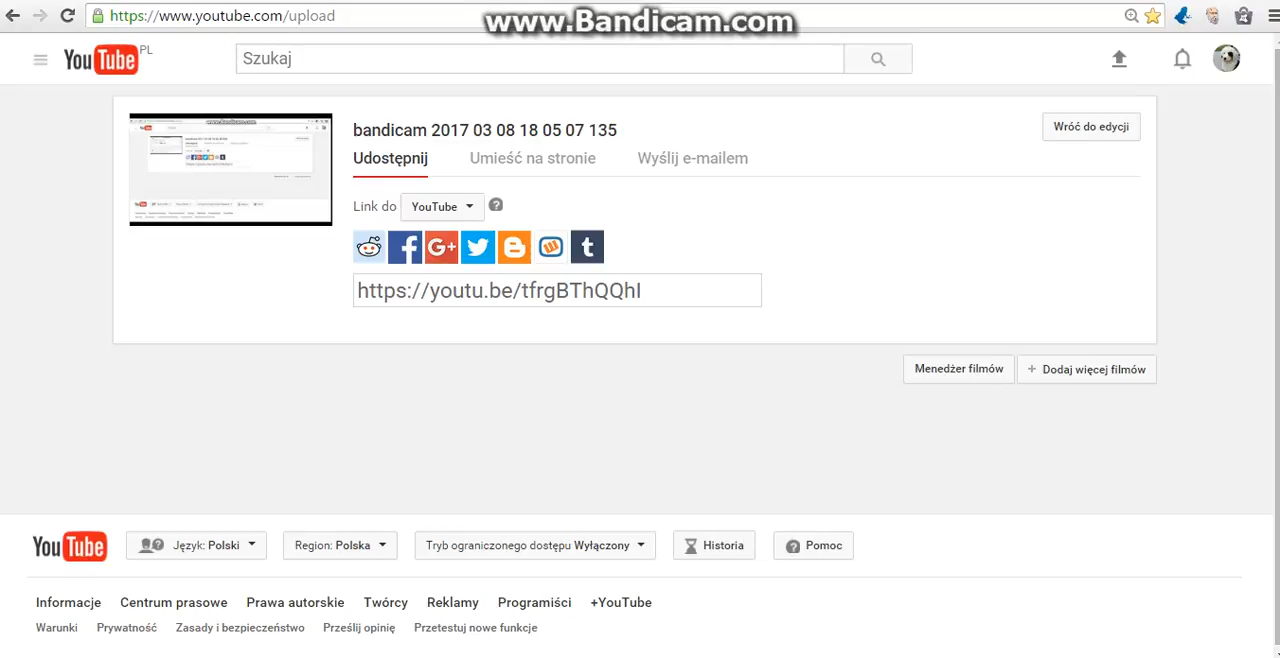 https://www.youtube.com/upload
www.Bandicam.com
YouTube PL
Szukaj
bandicam 2017 03 08 18 05 07 135
Wróć do edycji
Udostępnij Umieść na stronie Wyślij e-mailem
Link do YouTube ?
G+ t
https://youtu.be/tfrgBThQQhI
Menedżer filmów + Dodaj więcej filmów
YouTube Język: Polski Region: Polska Tryb ograniczonego dostępu Wyłączony Historia ? Pomoc
Informacje Centrum prasowe Prawa autorskie Twórcy Reklamy Programiści +YouTube
Warunki Prywatność Zasady i bezpieczeństwo Prześlij opinię Przetestuj nowe funkcje